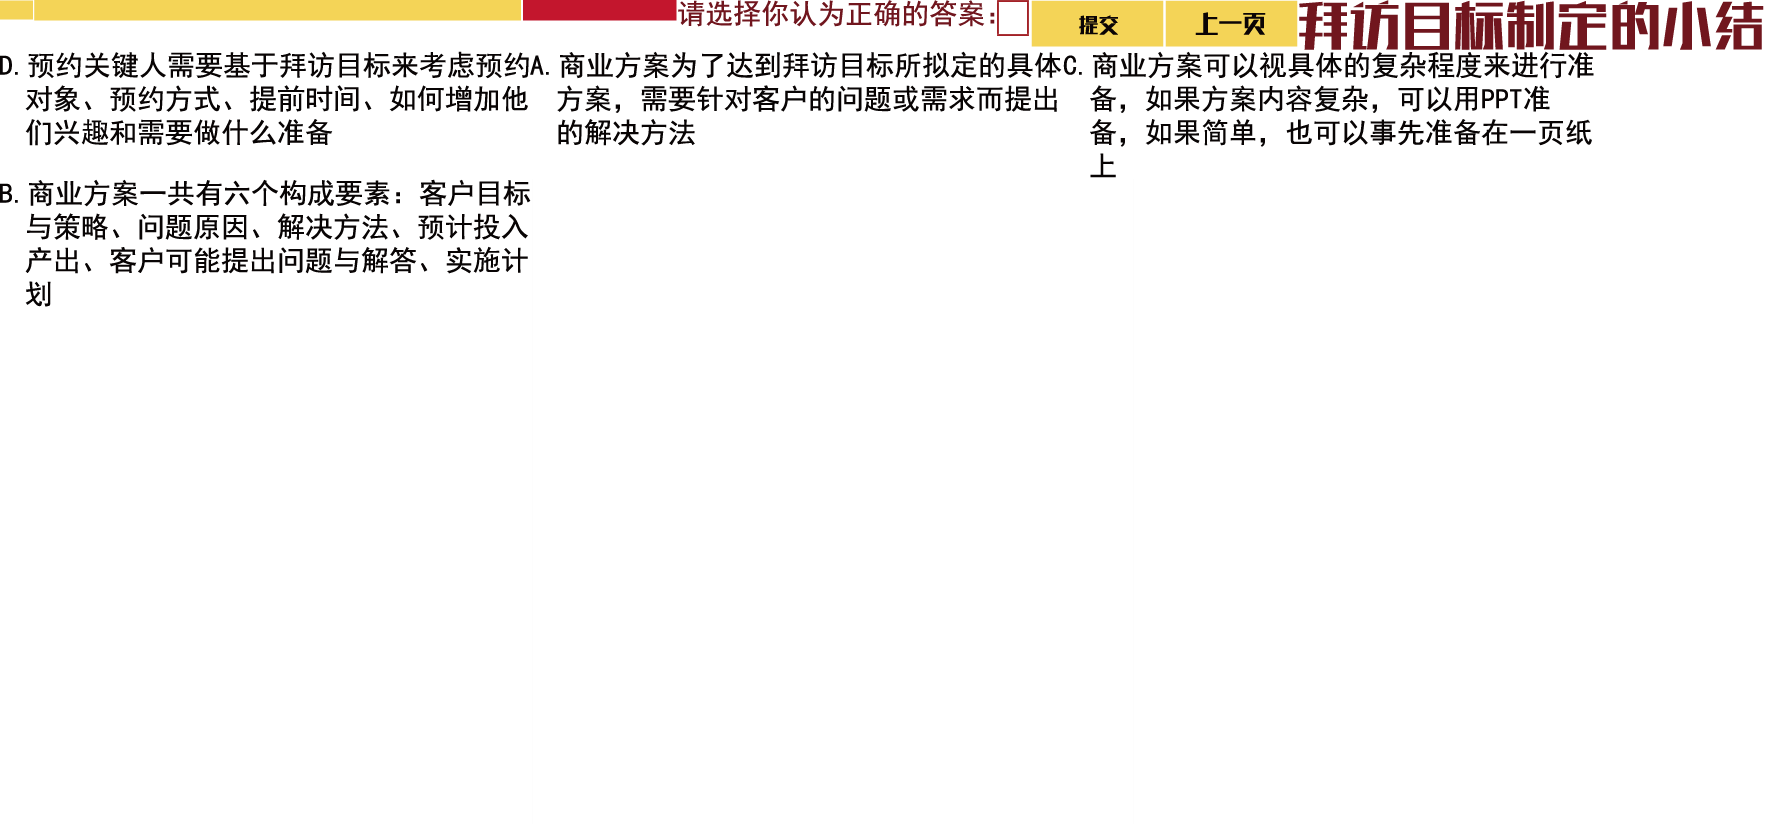 请选择你认为正确的答案：
提交
上一页
拜访目标制定的小结
D. 预约关键人需要基于拜访目标来考虑预约
对象、预约方式、提前时间、如何增加他
们兴趣和需要做什么准备
A. 商业方案为了达到拜访目标所拟定的具体
方案，需要针对客户的问题或需求而提出
的解决方法
C. 商业方案可以视具体的复杂程度来进行准
备，如果方案内容复杂，可以用PPT准
备，如果简单，也可以事先准备在一页纸
上
B. 商业方案一共有六个构成要素：客户目标
与策略、问题原因、解决方法、预计投入
产出、客户可能提出问题与解答、实施计
划